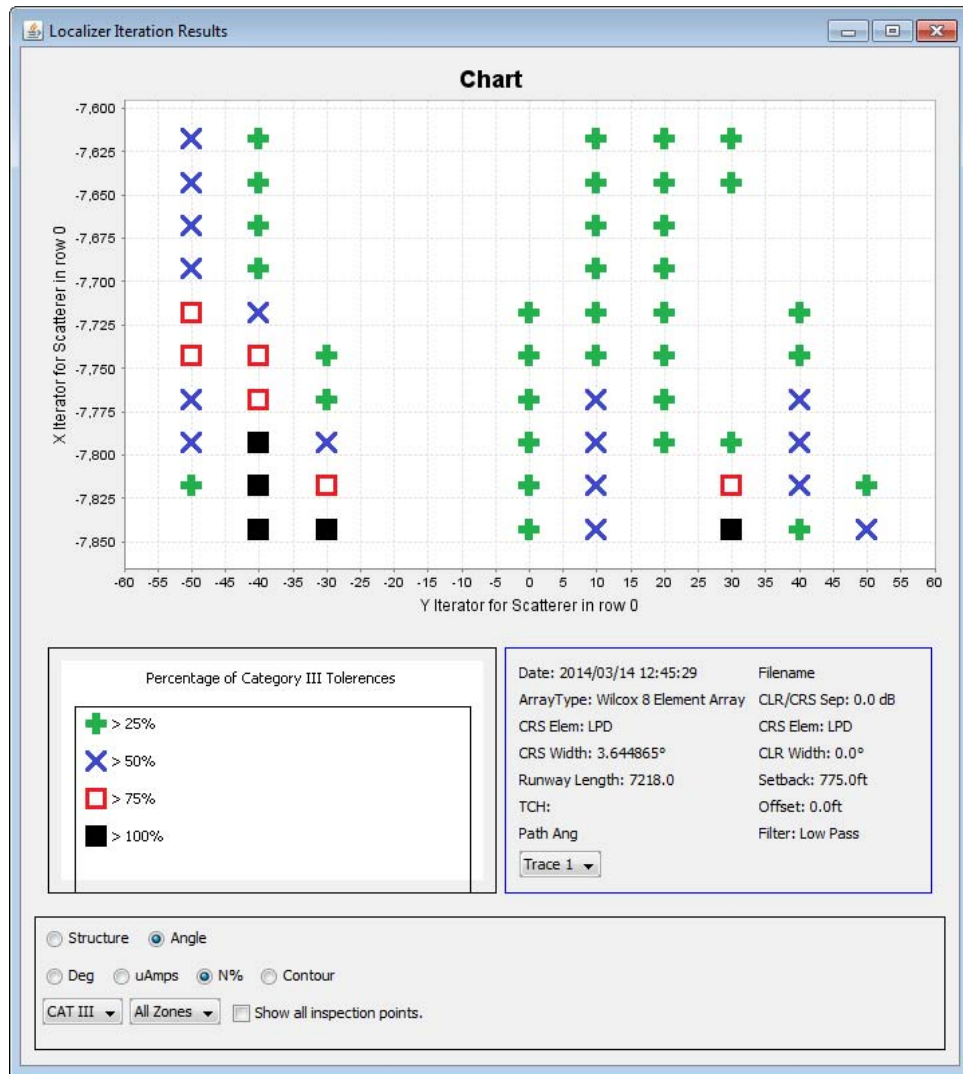 Localizer Iteration Results
Chart
-7,600
-7,625
-7,650
-7,675
-7,700
-7,725
-7,750
-7,775
-7,800
-7,825
-7,850
X Iterator for Scatterer in row 0
-60 -55 -50 -45 -40 -35 -30 -25 -20 -15 -10 -5 0 5 10 15 20 25 30 35 40 45 50 55 60
Y Iterator for Scatterer in row 0
Percentage of Category III Tolerences
> 25%
> 50%
> 75%
> 100%
Date: 2014/03/14 12:45:29 Filename
ArrayType: Wilcox 8 Element Array CLR/CRS Sep: 0.0 dB
CRS Elem: LPD CRS Elem: LPD
CRS Width: 3.644865° CLR Width: 0.0°
Runway Length: 7218.0 Setback: 775.0ft
TCH: Offset: 0.0ft
Path Ang Filter: Low Pass
Trace 1
Structure Angle
Deg uAmps N% Contour
CAT III All Zones Show all inspection points.